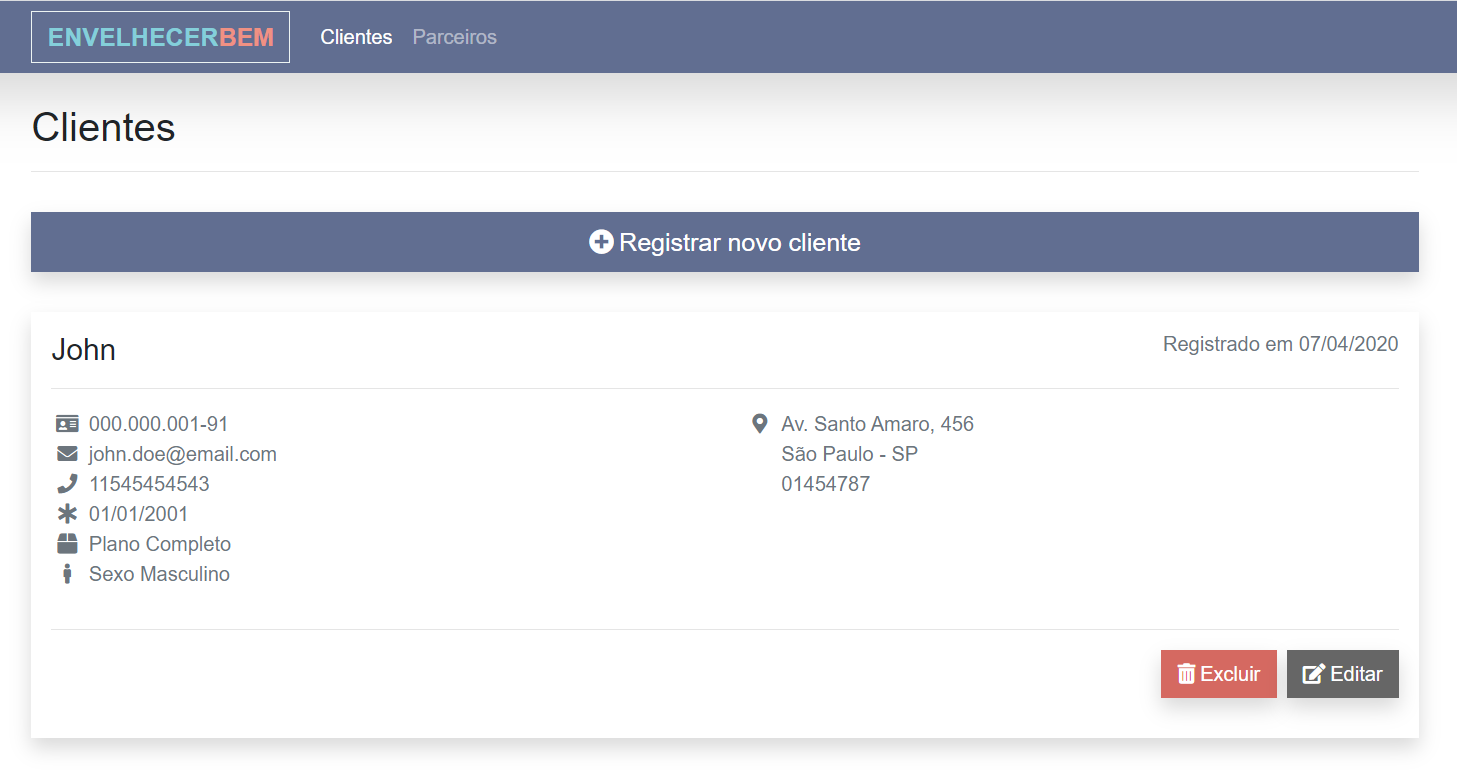 ENVELHECERBEM Clientes Parceiros
Clientes
Registrar novo cliente
John
Registrado em 07/04/2020
000.000.001-91
john.doe@email.com
11545454543
01/01/2001
Plano Completo
Sexo Masculino
Av. Santo Amaro, 456
São Paulo - SP
01454787
Excluir Editar